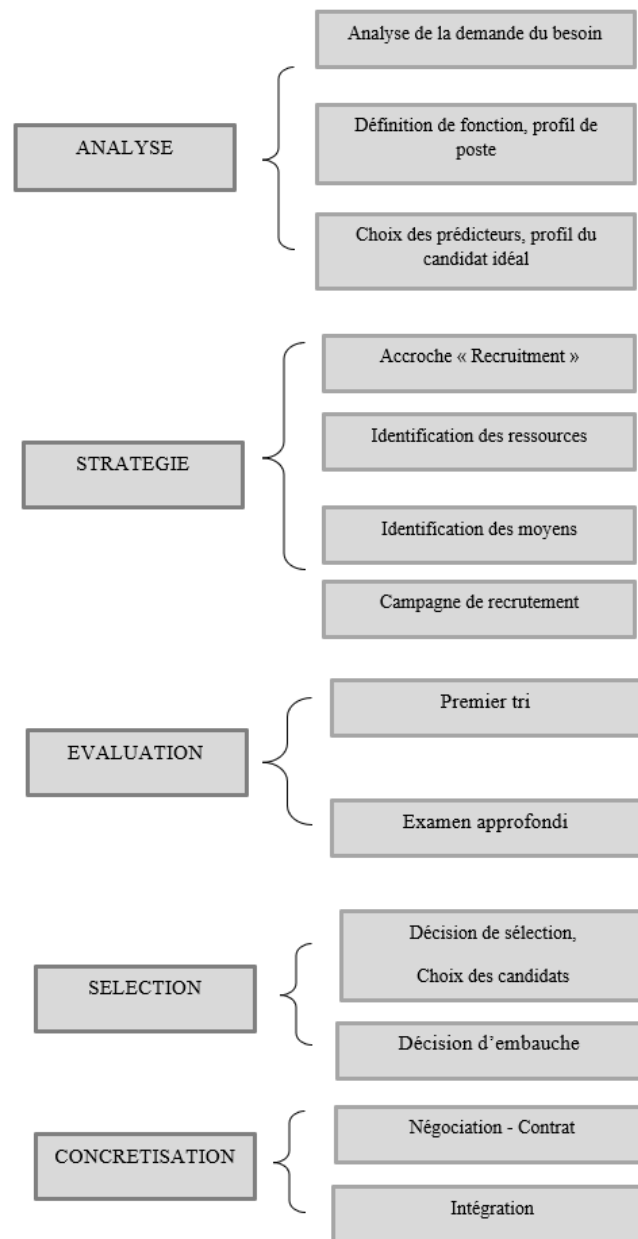 ANALYSE
Analyse de la demande du besoin
Définition de fonction, profil de
poste
Choix des prédicteurs, profil du
candidat idéal
STRATEGIE
Accroche « Recruitment »
Identification des ressources
Identification des moyens
Campagne de recrutement
EVALUATION
Premier tri
Examen approfondi
SELECTION
Décision de sélection,
Choix des candidats
Décision d’embauche
CONCRETISATION
Négociation - Contrat
Intégration